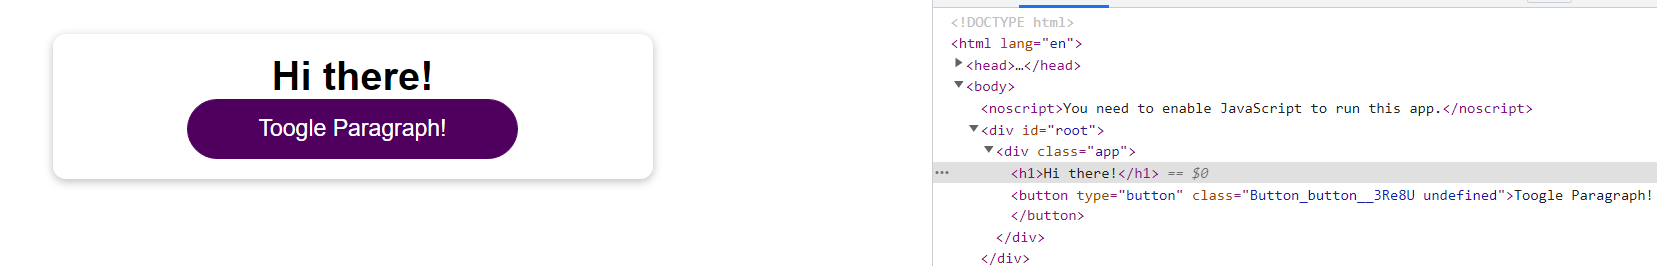 Hi there!
Toogle Paragraph!
<!DOCTYPE html>
<html lang="en">
<head>…</head>
<body>
<noscript>You need to enable JavaScript to run this app.</noscript>
<div id="root">
<div class="app">
<h1>Hi there!</h1> == $0
<button type="button" class="Button_button__3Re8U undefined">Toogle Paragraph!
</button>
</div>
</div>